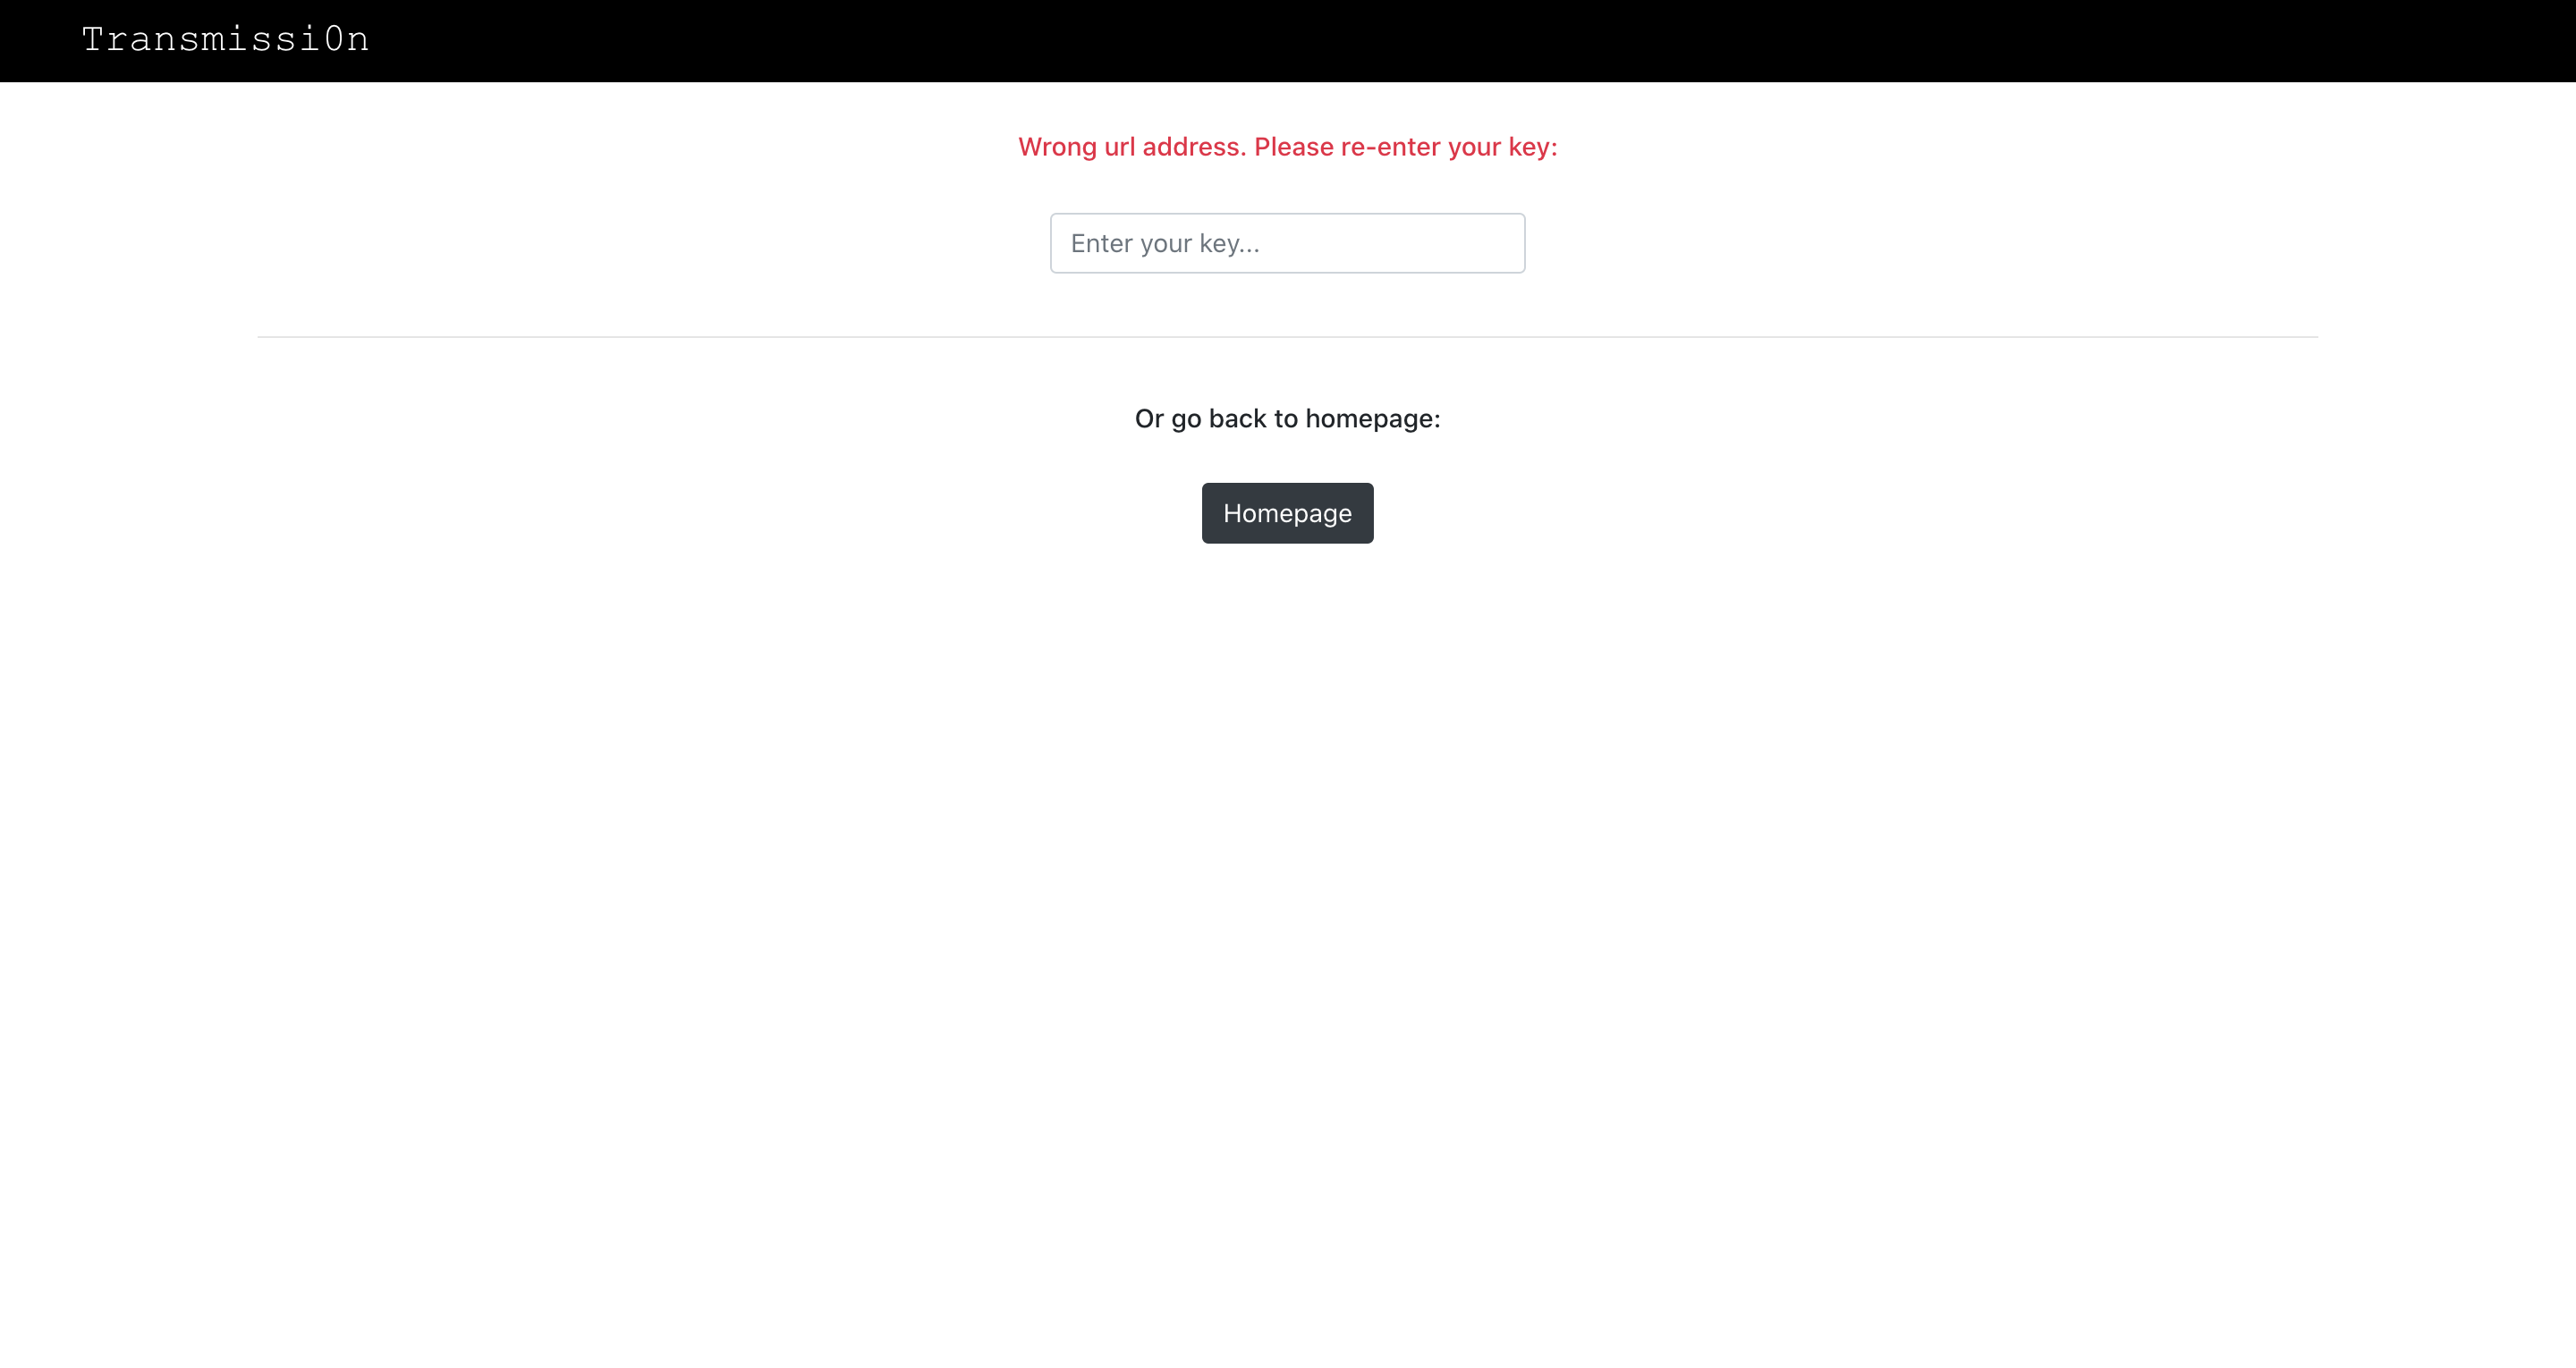 Transmissi0n
Wrong url address. Please re-enter your key:
Enter your key...
Or go back to homepage:
Homepage